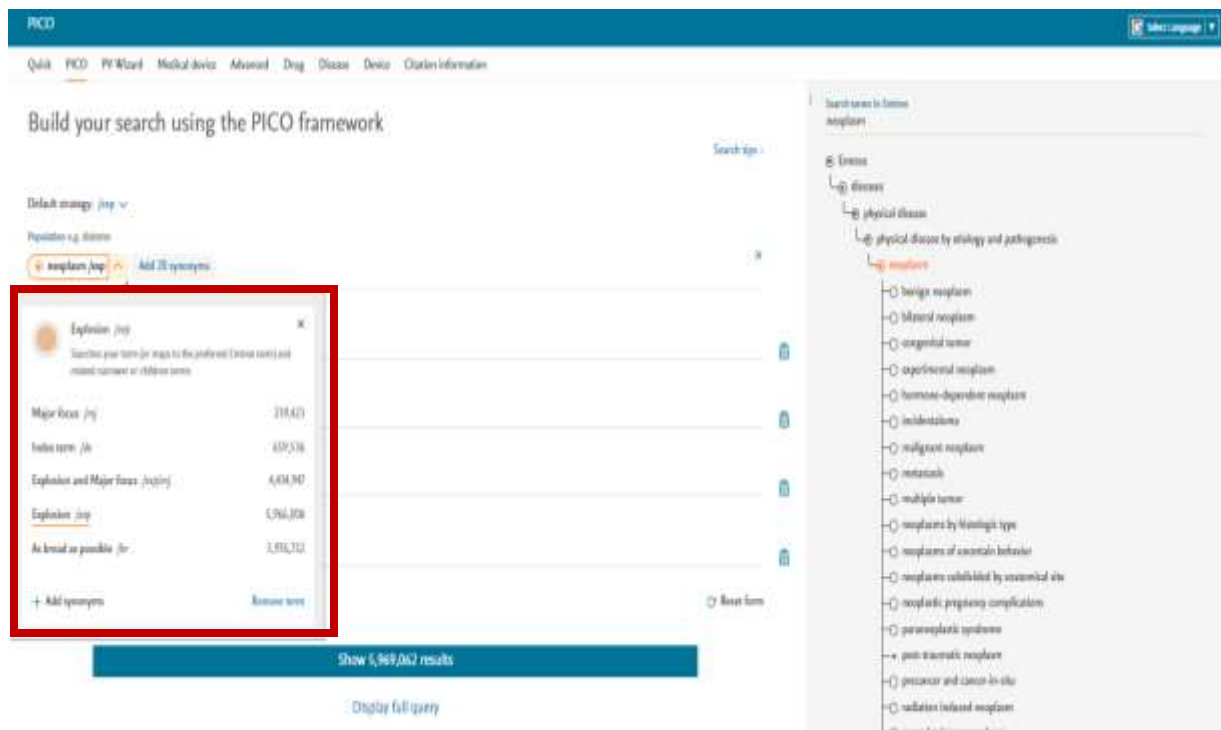 PICO
Select Language
Quick PICO PV Wizard Medical device Advanced Drug Disease Device Citation information
Build your search using the PICO framework
Search tips
Default strategy: /exp
Population e.g. diabetes
neoplasm /exp Add 20 synonyms
Explosion /exp
Searches your term (or maps to the preferred Emtree term) and
related narrower or children terms
Major focus /mj
Index term /de
Explosion and Major focus /exp/mj
Explosion /exp
As broad as possible /br
+ Add synonyms Remove term
Reset form
Show 5,969,062 results
Display full query
Search terms in Emtree
neoplasm
Emtree
diseases
physical disease
physical disease by etiology and pathogenesis
neoplasm
benign neoplasm
bilateral neoplasm
congenital tumor
experimental neoplasm
hormone-dependent neoplasm
incidentaloma
malignant neoplasm
metastasis
multiple tumor
neoplasms by histologic type
neoplasms of uncertain behavior
neoplasms subdivided by anatomical site
neoplastic pregnancy complications
paraneoplastic syndrome
post-traumatic neoplasm
precancer and cancer-in-situ
radiation induced neoplasm